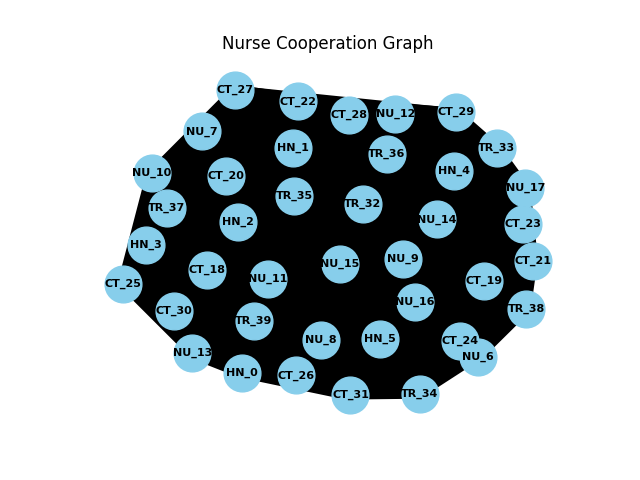 Nurse Cooperation Graph
CT_27
CT_22
CT_28
NU_12
CT_29
NU_7
HN_1
TR_36
TR_33
NU_10
CT_20
HN_4
NU_17
TR_37
TR_35
TR_32
HN_2
NU_14
CT_23
HN_3
CT_18
NU_11
NU_15
NU_9
CT_21
CT_25
CT_19
CT_30
TR_39
NU_16
TR_38
NU_13
NU_8
HN_5
CT_24
NU_6
HN_0
CT_26
CT_31
TR_34